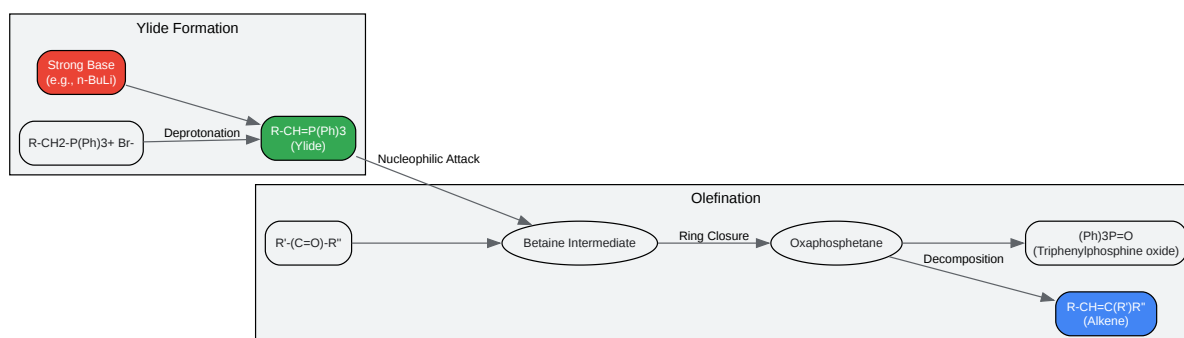 Ylide Formation
Strong Base
(e.g., n-BuLi)
R-CH2-P(Ph)3+ Br-
Deprotonation
R-CH=P(Ph)3
(Ylide)
Nucleophilic Attack
Olefination
R'-(C=O)-R"
Betaine Intermediate
Ring Closure
Oxaphosphetane
(Ph)3P=O
(Triphenylphosphine oxide)
Decomposition
R-CH=C(R')R"
(Alkene)